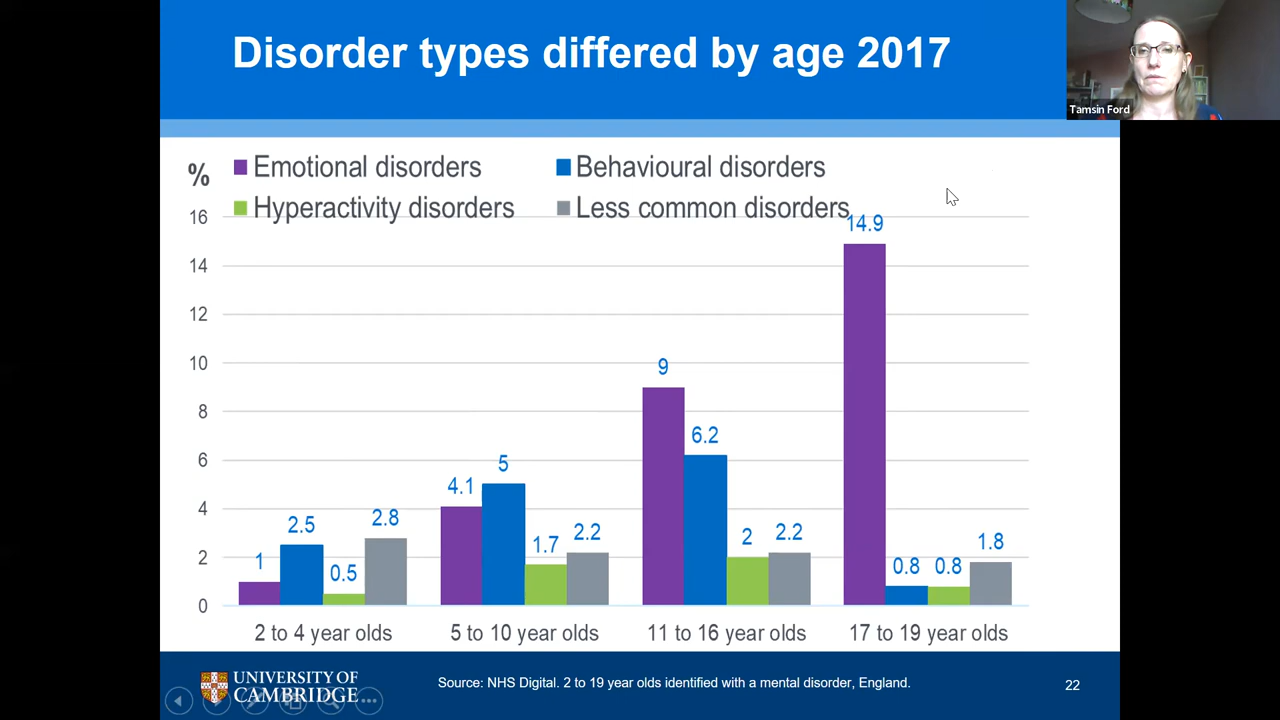 Disorder types differed by age 2017
Tamsin Ford
%
Emotional disorders
Behavioural disorders
Hyperactivity disorders
Less common disorders
16
14
12
10
8
6
4
2
0
1
2.5
0.5
2.8
4.1
5
1.7
2.2
9
6.2
2
2.2
14.9
0.8
0.8
1.8
2 to 4 year olds
5 to 10 year olds
11 to 16 year olds
17 to 19 year olds
UNIVERSITY OF
CAMBRIDGE
Source: NHS Digital. 2 to 19 year olds identified with a mental disorder, England.
22